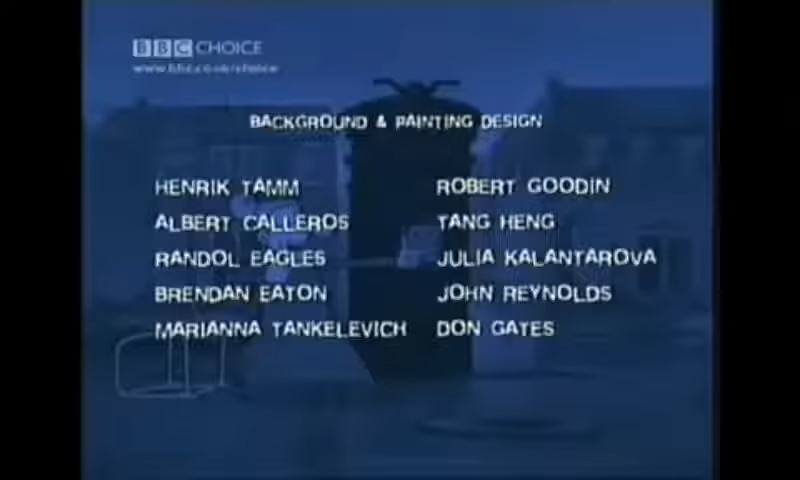 BBC CHOICE
www.bbc.co.uk/choice
BACKGROUND & PAINTING DESIGN
HENRIK TAMM
ALBERT CALLEROS
RANDOL EAGLES
BRENDAN EATON
MARIANNA TANKELEVICH
ROBERT GOODIN
TANG HENG
JULIA KALANTAROVA
JOHN REYNOLDS
DON GATES